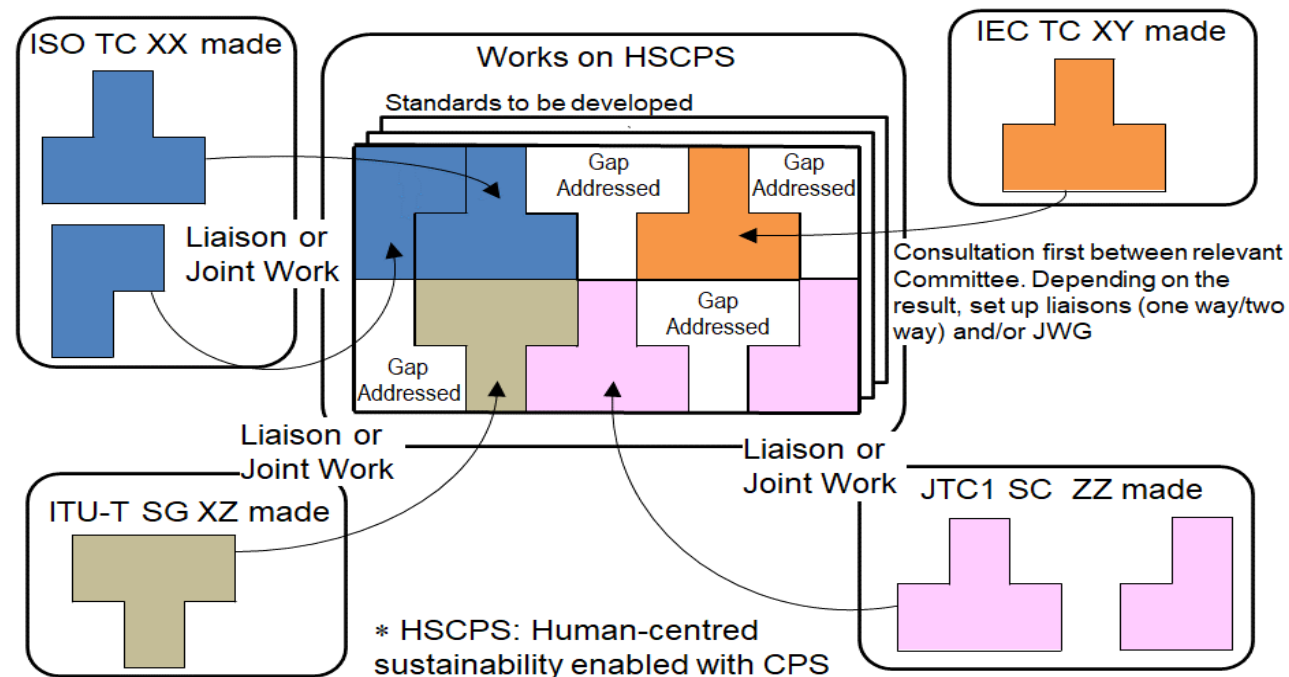 ISO TC XX made
Liaison or
Joint Work
Works on HSCPS
Standards to be developed
Gap
Addressed
Gap
Addressed
Gap
Addressed
Gap
Addressed
IEC TC XY made
Consultation first between relevant
Committee. Depending on the
result, set up liaisons (one way/two
way) and/or JWG
Liaison or
Joint Work
ITU-T SG XZ made
Liaison or
Joint Work
JTC1 SC ZZ made
* HSCPS: Human-centred
sustainability enabled with CPS